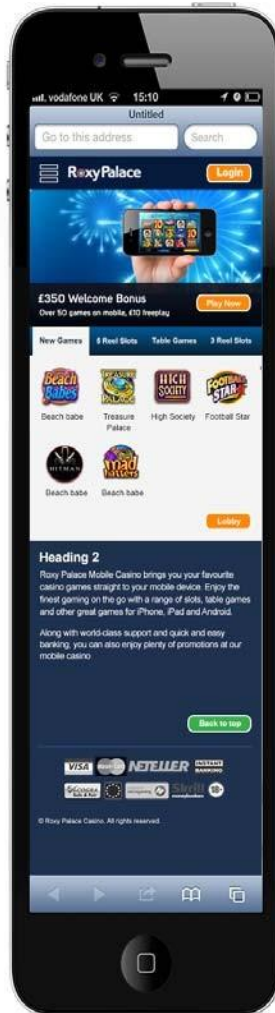 vodafone UK 15:10
Untitled
Go to this address Search
RoxyPalace Login
£350 Welcome Bonus
Over 50 games on mobile, £10 freeplay
Play Now
New Games 5 Reel Slots Table Games 3 Reel Slots
Beach Babes TREASURE PALACE HIGH SOCIETY FOOTBALL STAR
Beach babe Treasure Palace High Society Football Star
HITMAN mad hatters
Beach babe Beach babe
Lobby
Heading 2
Roxy Palace Mobile Casino brings you your favourite
casino games straight to your mobile device. Enjoy the
finest gaming on the go with a range of slots, table games
and other great games for iPhone, iPad and Android.
Along with world-class support and quick and easy
banking, you can also enjoy plenty of promotions at our
mobile casino
Back to top
VISA NETELLER INSTANT BANKING
Skrill 18+
© Roxy Palace Casino. All rights reserved.